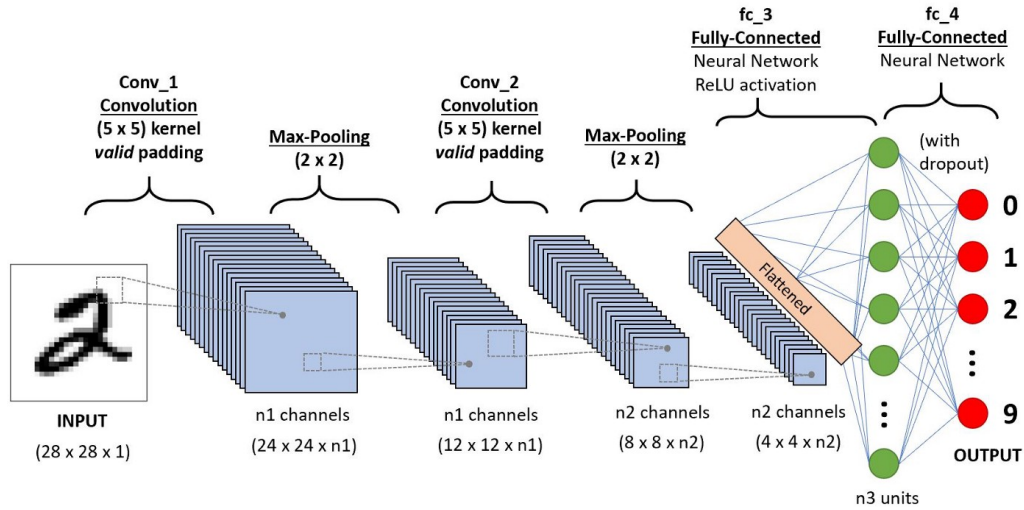 fc_3
Fully-Connected
Neural Network
ReLU activation
fc_4
Fully-Connected
Neural Network
Conv_1
Convolution
(5 x 5) kernel
valid padding
Max-Pooling
(2 x 2)
Conv_2
Convolution
(5 x 5) kernel
valid padding
Max-Pooling
(2 x 2)
(with
dropout)
Flattened
0
1
2
9
INPUT
(28 x 28 x 1)
n1 channels
(24 x 24 x n1)
n1 channels
(12 x 12 x n1)
n2 channels
(8 x 8 x n2)
n2 channels
(4 x 4 x n2)
n3 units
OUTPUT
2